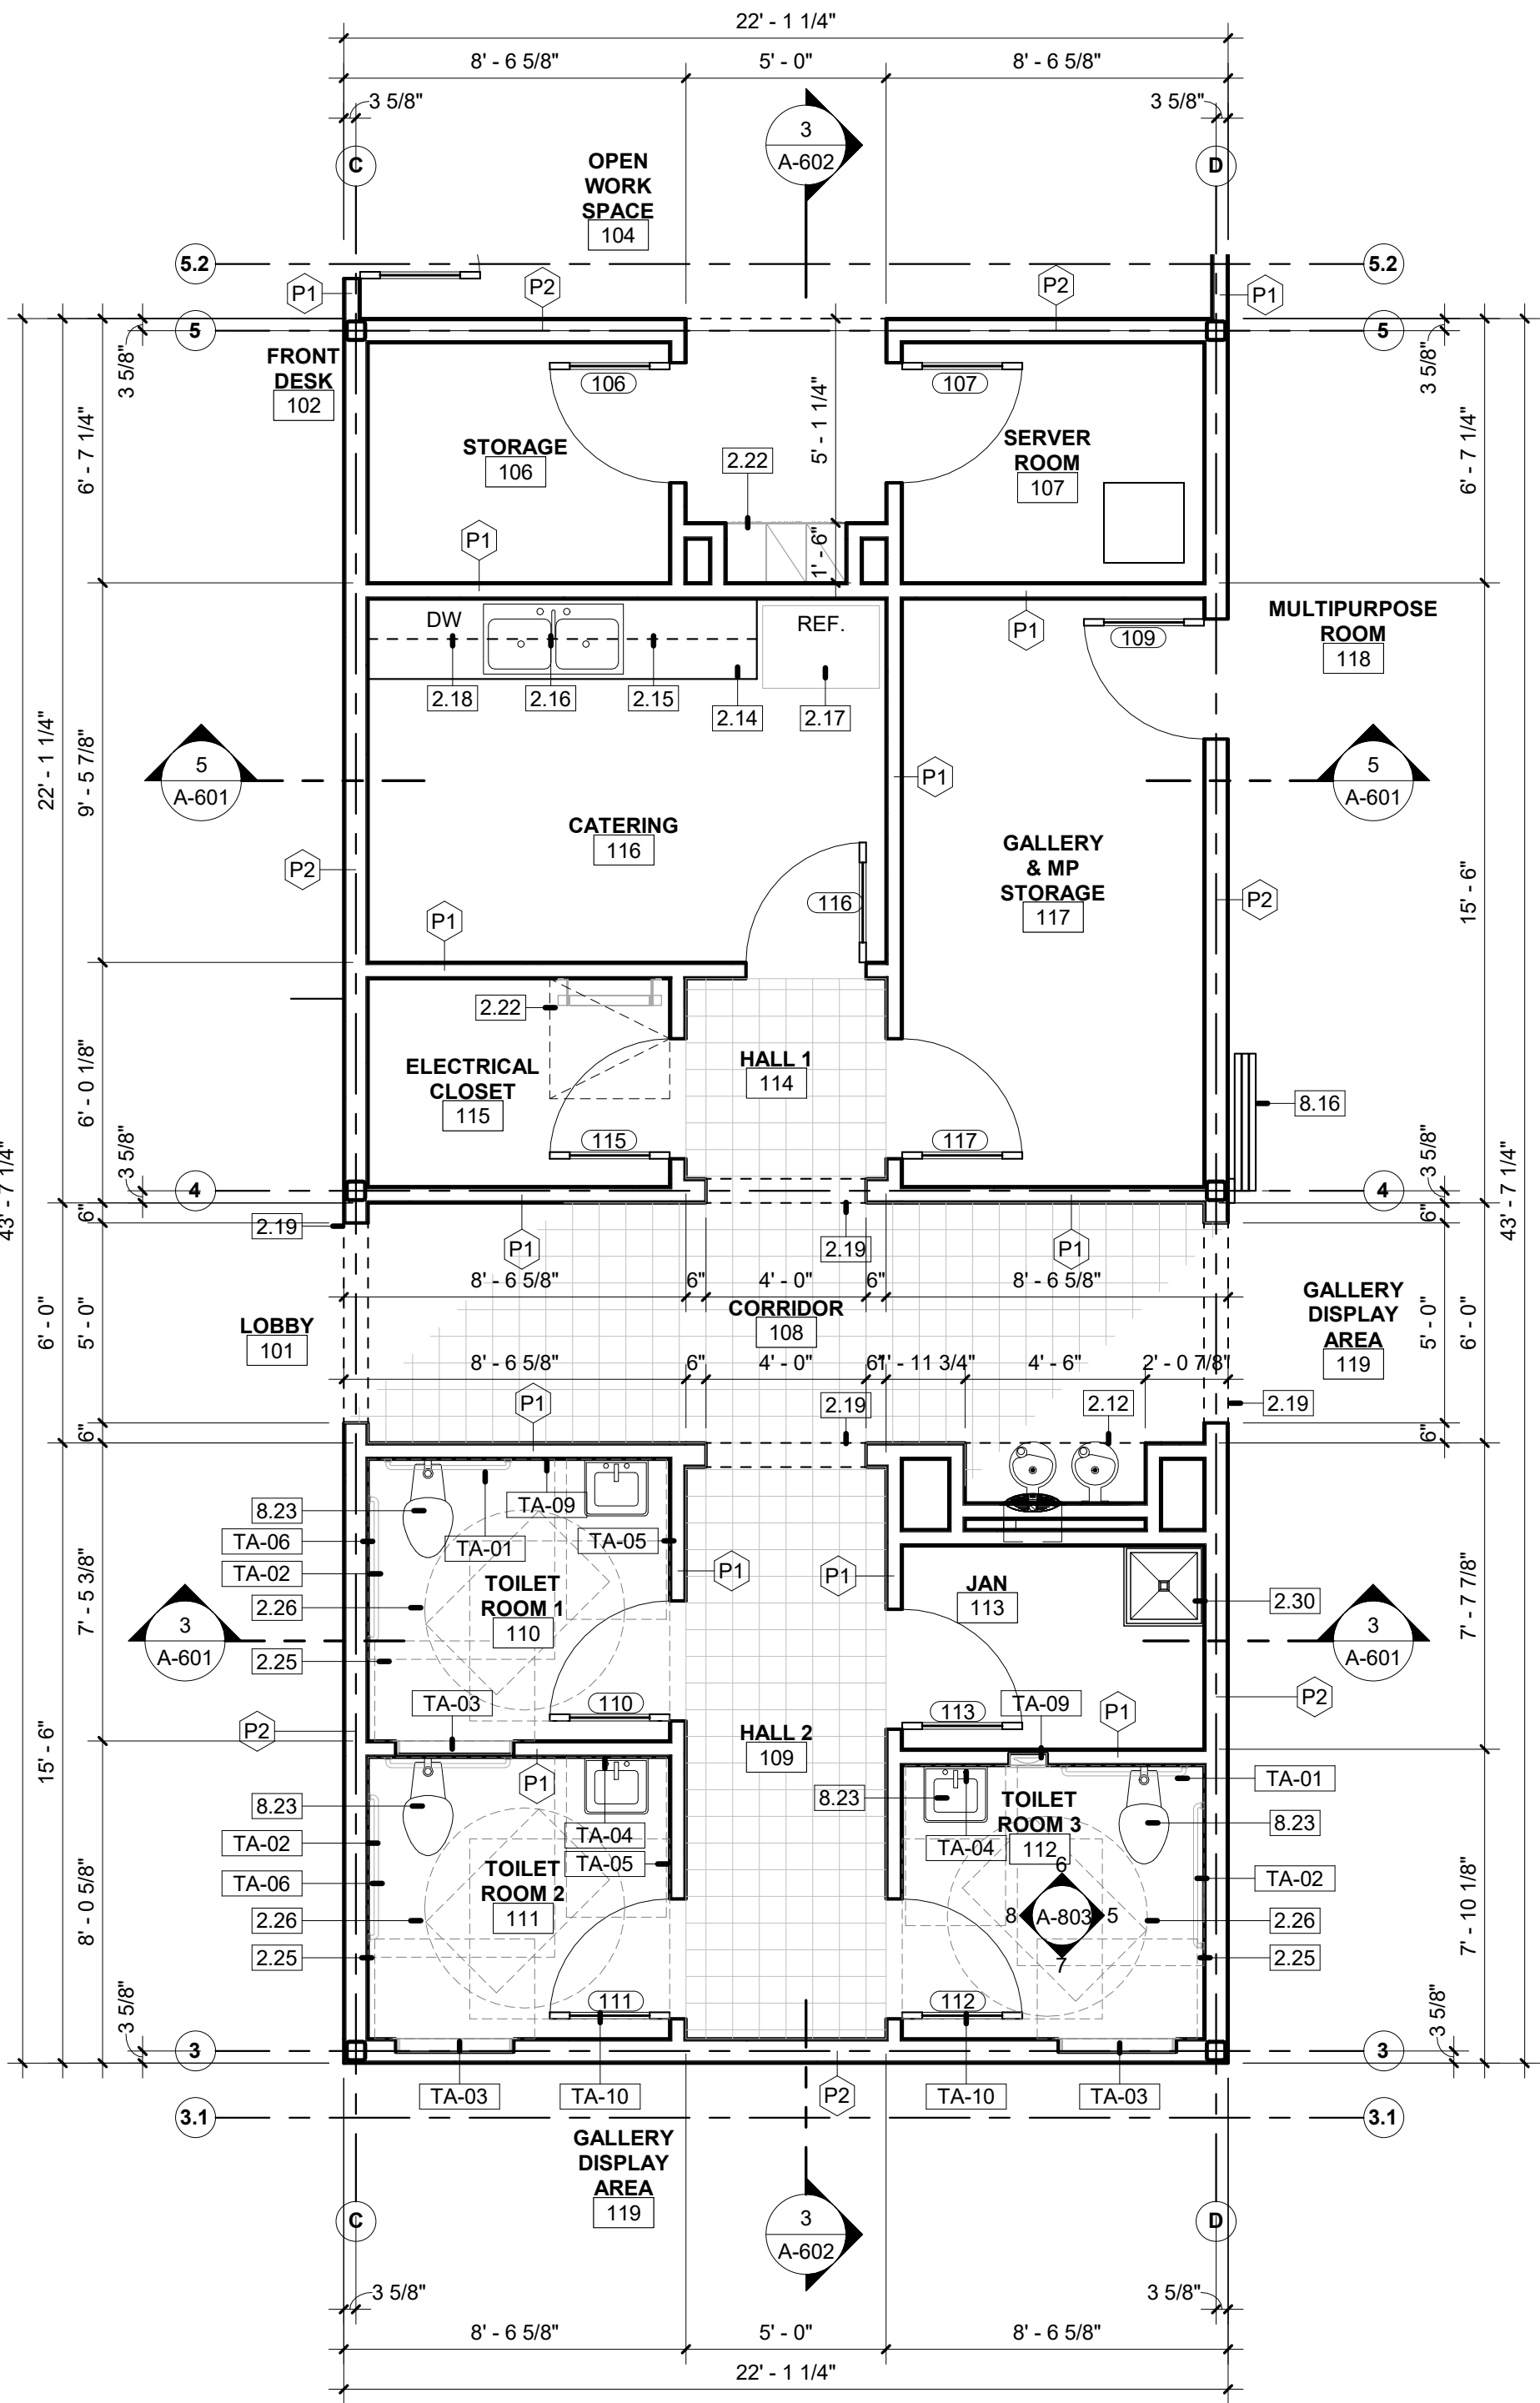 22' - 1 1/4"
8' - 6 5/8"
5' - 0"
8' - 6 5/8"
3 5/8"
3 5/8"
3
A-602
C
D
OPEN
WORK
SPACE
104
5.2
5.2
P1
P2
P2
P1
5
5
FRONT
DESK
102
3 5/8"
3 5/8"
106
107
6' - 7 1/4"
5' - 1 1/4"
6' - 7 1/4"
STORAGE
106
SERVER
ROOM
107
2.22
P1
1' - 6"
DW
REF.
P1
109
MULTIPURPOSE
ROOM
118
2.18
2.16
2.15
2.14
2.17
22' - 1 1/4"
9' - 5 7/8"
5
A-601
P1
5
A-601
CATERING
116
GALLERY
& MP
STORAGE
117
P2
116
P2
15' - 6"
P1
2.22
ELECTRICAL
CLOSET
115
HALL 1
114
6' - 0 1/8"
8.16
115
117
3 5/8"
3 5/8"
43' - 7 1/4"
43' - 7 1/4"
4
4
6"
6"
2.19
P1
2.19
P1
8' - 6 5/8"
6"
4' - 0"
6"
8' - 6 5/8"
CORRIDOR
108
LOBBY
101
GALLERY
DISPLAY
AREA
119
6' - 0"
5' - 0"
5' - 0"
6' - 0"
8' - 6 5/8"
6"
4' - 0"
6"
1' - 11 3/4"
4' - 6"
2' - 0 7/8"
P1
2.19
2.12
2.19
6"
6"
8.23
TA-09
TA-06
TA-01
TA-05
TA-02
P1
P1
TOILET
ROOM 1
110
JAN
113
2.26
2.30
7' - 5 3/8"
7' - 7 7/8"
3
A-601
3
A-601
2.25
TA-03
110
113
TA-09
P1
P2
P2
HALL 2
109
15' - 6"
P1
TA-01
8.23
8.23
TOILET
ROOM 3
112
8.23
TA-02
TA-04
TA-04
TA-05
TOILET
ROOM 2
111
TA-06
TA-02
6
8
A-803
5
7
2.26
2.26
2.25
2.25
8' - 0 5/8"
7' - 10 1/8"
111
112
3 5/8"
3 5/8"
3
3
TA-03
TA-10
P2
TA-10
TA-03
3.1
3.1
GALLERY
DISPLAY
AREA
119
C
3
A-602
D
3 5/8"
3 5/8"
8' - 6 5/8"
5' - 0"
8' - 6 5/8"
22' - 1 1/4"